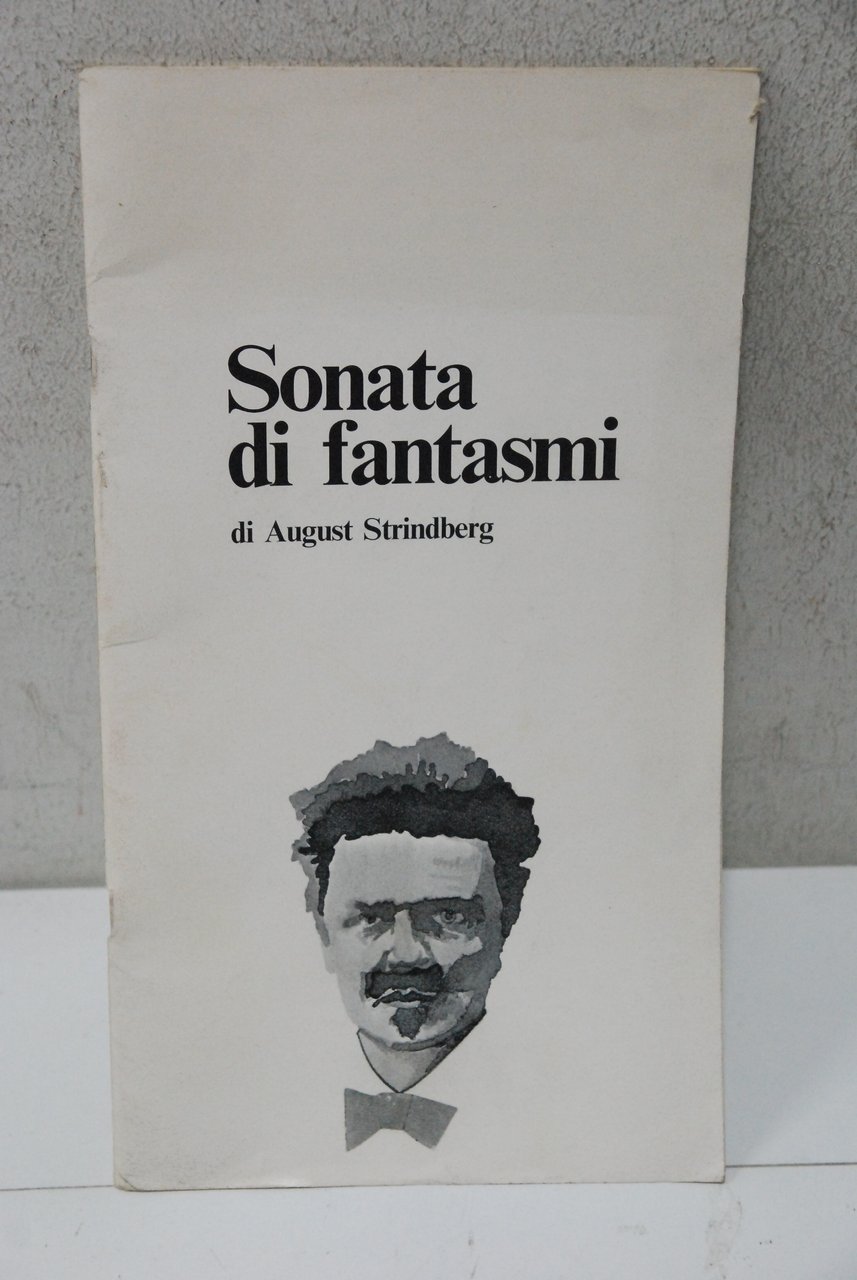 Sonata
di fantasmi
di August Strindberg